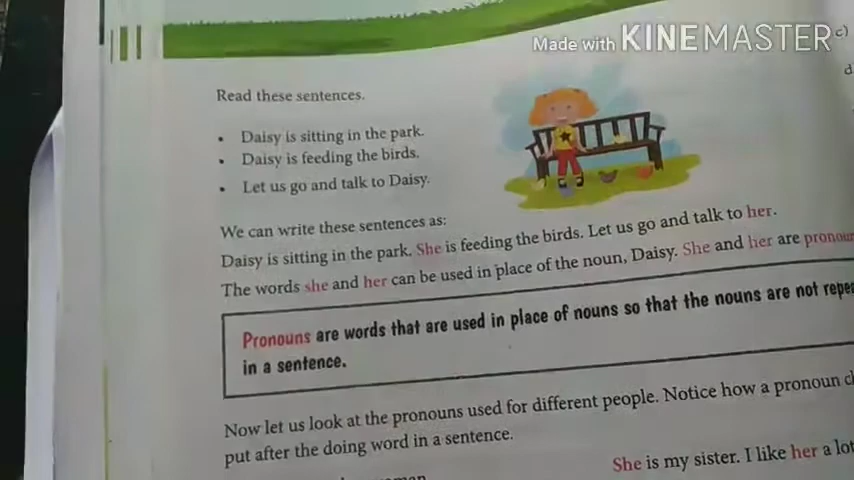 Made with KINEMASTER
c)
d
Read these sentences.
• Daisy is sitting in the park.
• Daisy is feeding the birds.
• Let us go and talk to Daisy.
We can write these sentences as:
Daisy is sitting in the park. She is feeding the birds. Let us go and talk to her.
The words she and her can be used in place of the noun, Daisy. She and her are
Pronouns are words that are used in place of nouns so that the nouns are not
in a sentence.
Now let us look at the pronouns used for different people. Notice how a pronoun
put after the doing word in a sentence.
She is my sister. I like her a lot